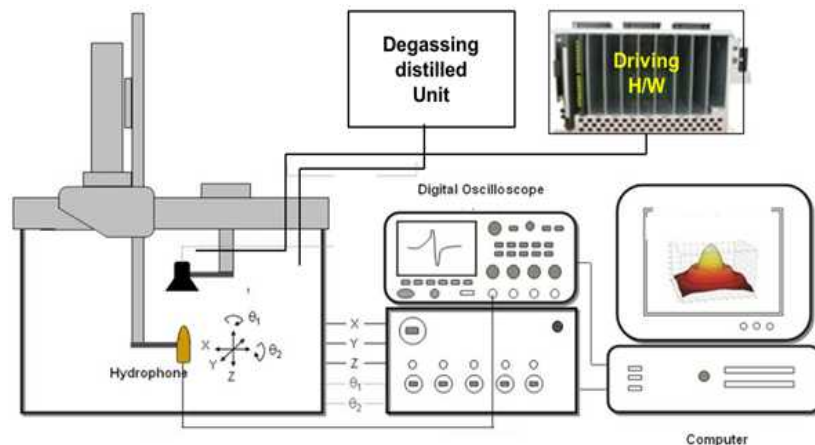 Degassing
distilled
Unit
Driving
H/W
Digital Oscilloscope
θ1
X
Y
Z
θ2
Hydrophone
X
Y
Z
θ1
θ2
Computer